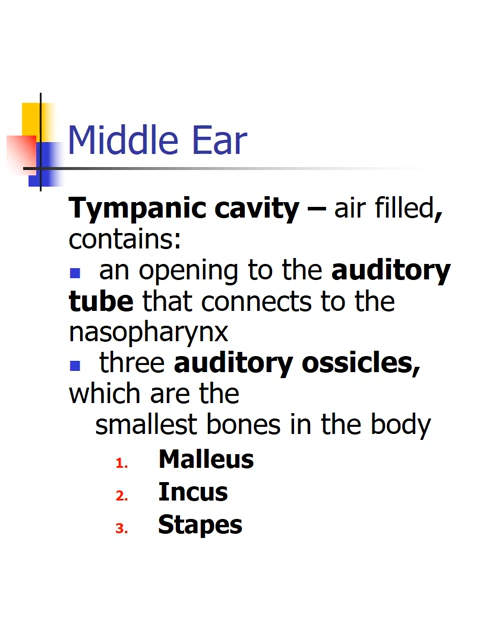 Middle Ear
Tympanic cavity – air filled,
contains:
■ an opening to the auditory
tube that connects to the
nasopharynx
■ three auditory ossicles,
which are the
smallest bones in the body
1. Malleus
2. Incus
3. Stapes